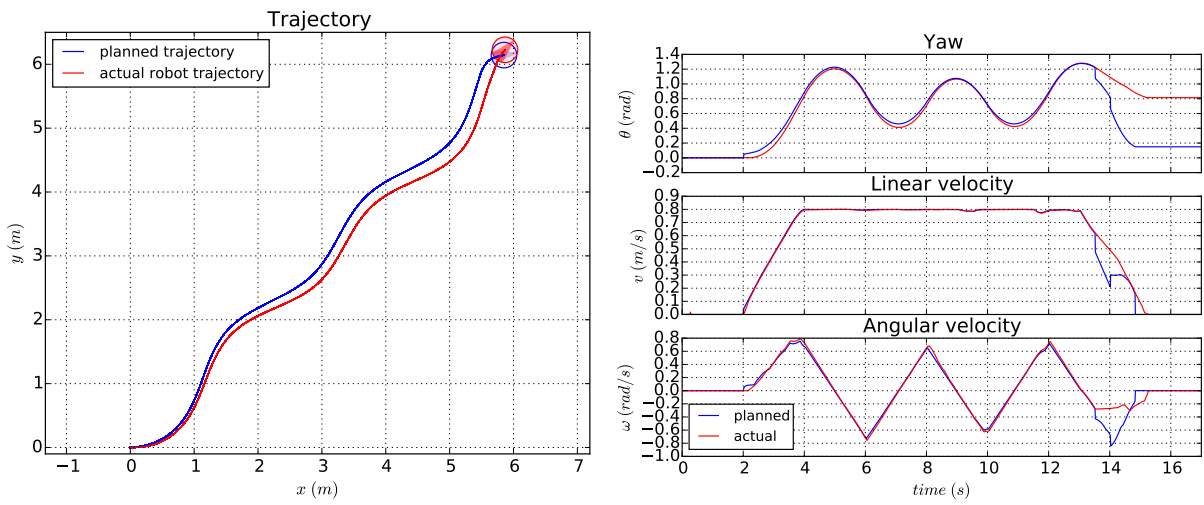 Trajectory
planned trajectory
actual robot trajectory
6
5
4
3
2
1
0
y (m)
−1 0 1 2 3 4 5 6 7
x (m)
Yaw
1.4
1.2
1.0
0.8
0.6
0.4
0.2
0.0
−0.2
θ (rad)
Linear velocity
0.9
0.8
0.7
0.6
0.5
0.4
0.3
0.2
0.1
0.0
v (m/s)
Angular velocity
0.8
0.6
0.4
0.2
0.0
−0.2
−0.4
−0.6
−0.8
−1.0
ω (rad/s)
planned
actual
0 2 4 6 8 10 12 14 16
time (s)